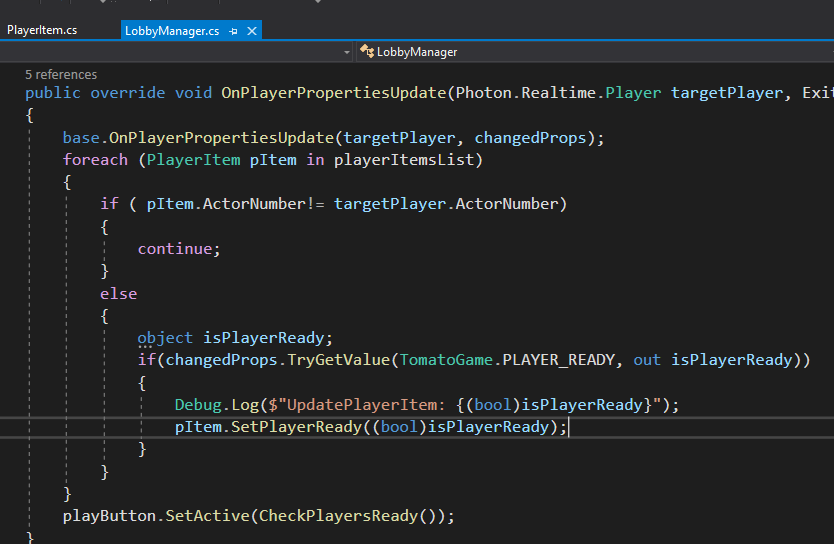 PlayerItem.cs
LobbyManager.cs
LobbyManager
5 references
public override void OnPlayerPropertiesUpdate(Photon.Realtime.Player targetPlayer, Exit
{
base.OnPlayerPropertiesUpdate(targetPlayer, changedProps);
foreach (PlayerItem pItem in playerItemsList)
{
if ( pItem.ActorNumber!= targetPlayer.ActorNumber)
{
continue;
}
else
{
object isPlayerReady;
if(changedProps.TryGetValue(TomatoGame.PLAYER_READY, out isPlayerReady))
{
Debug.Log($"UpdatePlayerItem: {(bool)isPlayerReady}");
pItem.SetPlayerReady((bool)isPlayerReady);
}
}
}
playButton.SetActive(CheckPlayersReady());
}